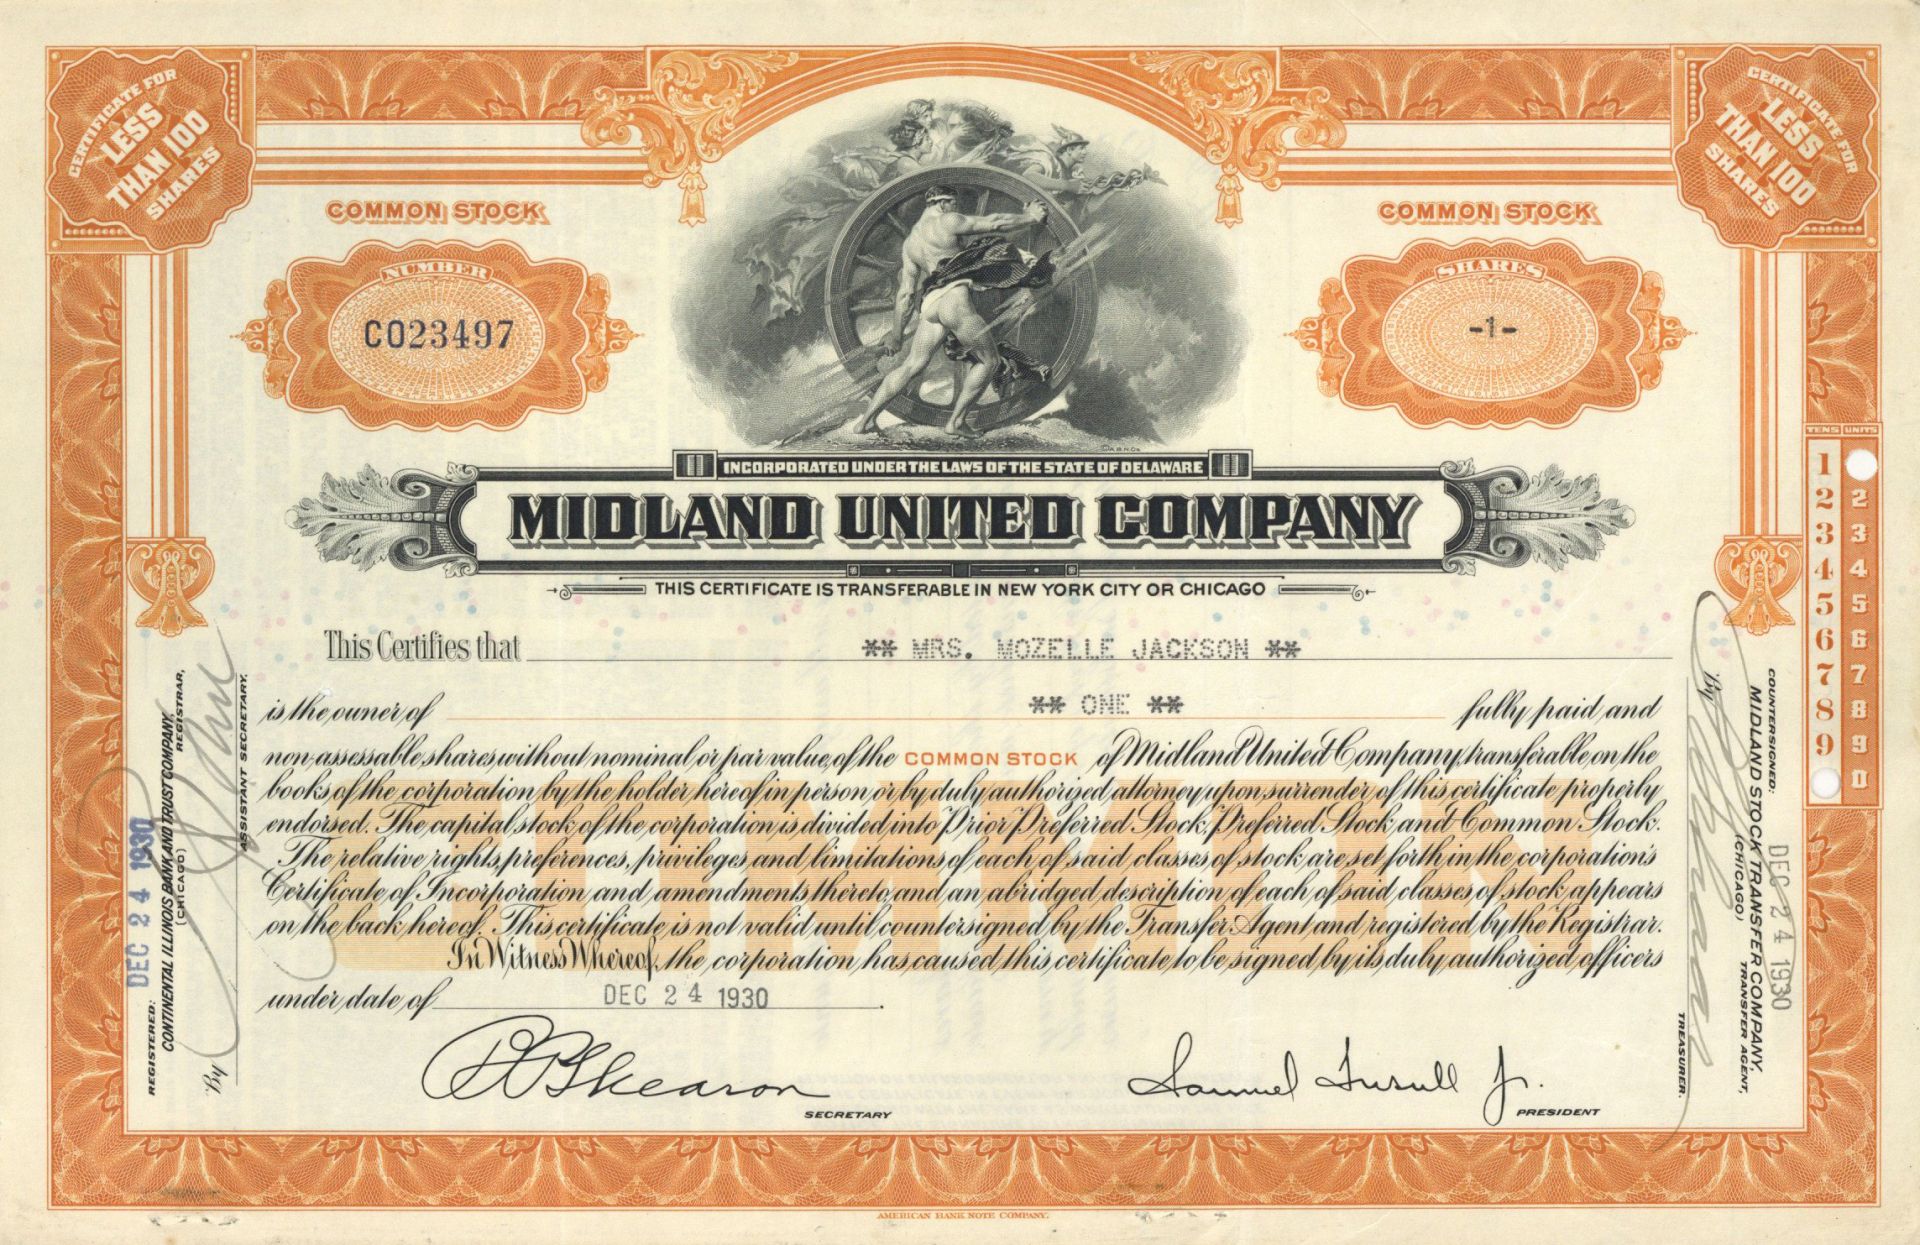 CERTIFICATE FOR
LESS
THAN 100
SHARES
CERTIFICATE FOR
LESS
THAN 100
SHARES
COMMON STOCK
COMMON STOCK
NUMBER
CO23497
SHARES
-1-
A.B.N.Co.
INCORPORATED UNDER THE LAWS OF THE STATE OF DELAWARE
MIDLAND UNITED COMPANY
THIS CERTIFICATE IS TRANSFERABLE IN NEW YORK CITY OR CHICAGO
TENS UNITS
1
2 2
3 3
4 4
5 5
6 6
7 7
8 8
9 9
0
This Certifies that ** MRS. MOZELLE JACKSON **
is the owner of ** ONE ** fully paid and
non-assessable shares without nominal or par value of the COMMON STOCK of Midland United Company, transferable on the
books of the corporation by the holder hereof in person or by duly authorized attorney upon surrender of this certificate properly
endorsed. The capital stock of the corporation is divided into Prior Preferred Stock, Preferred Stock and Common Stock.
The relative rights, preferences, privileges and limitations of each of said classes of stock are set forth in the corporation's
Certificate of Incorporation and amendments thereto, and an abridged description of each of said classes of stock appears
on the back hereof. This certificate is not valid until countersigned by the Transfer Agent and registered by the Registrar.
In Witness Whereof, the corporation has caused this certificate to be signed by its duly authorized officers
under date of DEC 24 1930
SECRETARY
Samuel Insull Jr.
PRESIDENT
DEC 24 1930
REGISTERED:
CONTINENTAL ILLINOIS BANK AND TRUST COMPANY,
(CHICAGO) REGISTRAR,
By
ASSISTANT SECRETARY.
COUNTERSIGNED:
MIDLAND STOCK TRANSFER COMPANY,
(CHICAGO) TRANSFER AGENT,
By
TREASURER.
DEC 24 1930
AMERICAN BANK NOTE COMPANY.